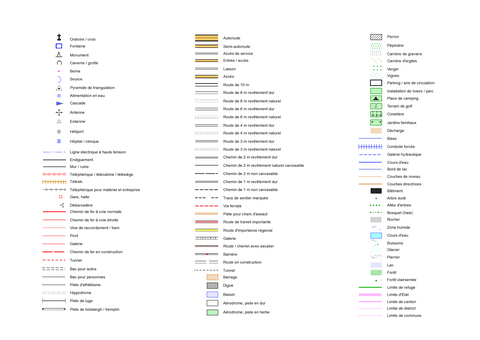 Oratoire / croix
Fontaine
Monument
Caverne / grotte
Borne
Source
Pyramide de triangulation
Alimentation en eau
Cascade
Antenne
Eolienne
Héliport
Hôpital / clinique
Ligne électrique à haute tension
Endiguement
Mur / ruine
Téléphérique / télécabine / télésiège
Téléski
Téléphérique pour matériel et entreprise
Gare, halte
Débarcadère
Chemin de fer à voie normale
Chemin de fer à voie étroite
Voie de raccordement / tram
Pont
Galerie
Chemin de fer en construction
Tunnel
Bac pour autos
Bac pour personnes
Piste d'athlétisme
Hippodrome
Piste de luge
Piste de bobsleigh / tremplin
Autoroute
Semi-autoroute
Accès de service
Entrée / accès
Liaison
Accès
Route de 10 m
Route de 8 m revêtement dur
Route de 8 m revêtement naturel
Route de 6 m revêtement dur
Route de 6 m revêtement naturel
Route de 4 m revêtement dur
Route de 4 m revêtement naturel
Route de 3 m revêtement dur
Route de 3 m revêtement naturel
Chemin de 2 m revêtement dur
Chemin de 2 m revêtement naturel carrossable
Chemin de 2 m non carrossable
Chemin de 1 m revêtement dur
Chemin de 1 m non carrossable
Trace de sentier marquée
Via ferrata
Piste pour chars d'assaut
Route de transit importante
Route d'importance régional
Galerie
Route / chemin avec escalier
Barrière
Route en construction
Tunnel
Barrage
Digue
Bassin
Aérodrome, piste en dur
Aérodrome, piste en herbe
Perron
Pépinière
Carrière de graviers
Carrière d'argiles
Verger
Vignes
Parking / aire de circulation
Installation de loisirs / parc
Place de camping
Terrain de golf
Cimetière
Jardins familiaux
Décharge
Bisse
Conduite forcée
Galerie hydraulique
Cours d'eau
Bord de lac
Courbes de niveau
Courbes directrices
Bâtiment
Arbre isolé
Allée d'arbres
Bosquet (haie)
Rocher
Zone humide
Cours d'eau
Buissons
Glacier
Pierrier
Lac
Forêt
Forêt clairsemée
Limite de refuge
Limite d'Etat
Limite de canton
Limite de district
Limite de commune